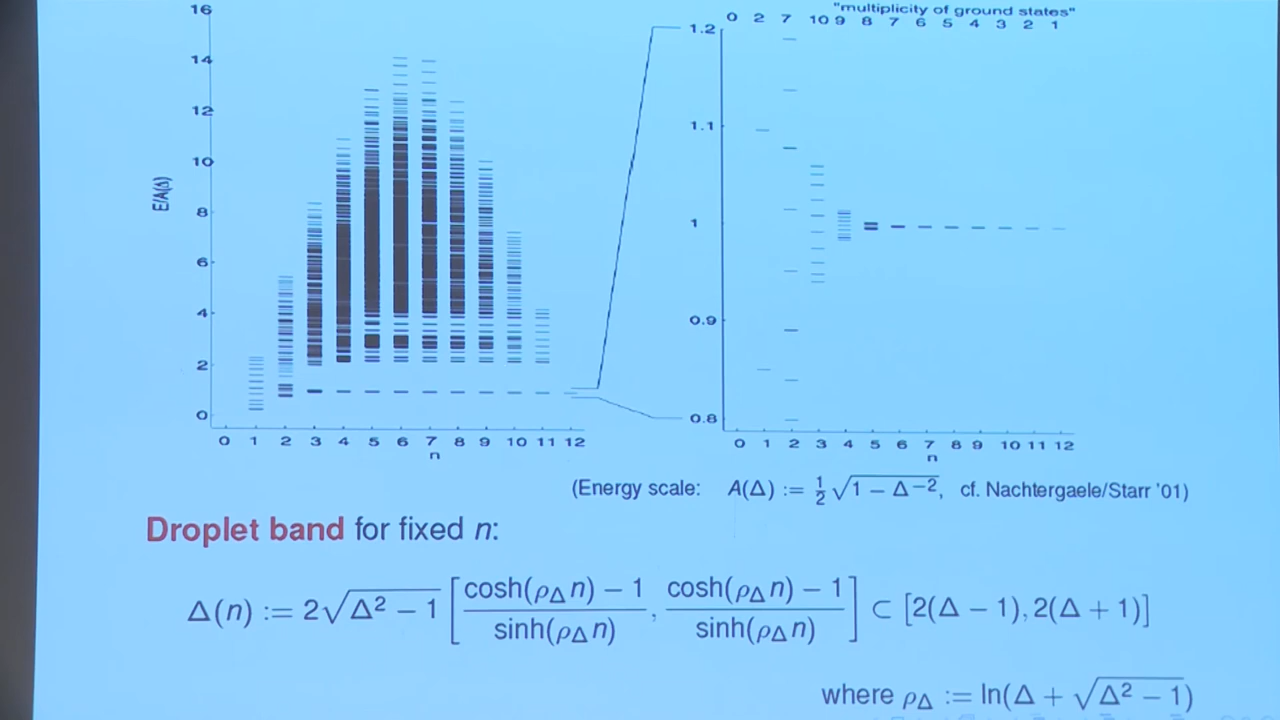 "multiplicity of ground states"
0 2 7 10 9 8 7 6 5 4 3 2 1
16
14
12
10
8
6
4
2
0
E/A(Δ)
0 1 2 3 4 5 6 7 8 9 10 11 12
n
1.2
1.1
1
0.9
0.8
0 1 2 3 4 5 6 7 8 9 10 11 12
n
(Energy scale: A(Δ) := ½√(1 − Δ⁻²), cf. Nachtergaele/Starr '01)
Droplet band for fixed n:
Δ(n) := 2√(Δ² − 1) [ (cosh(ρ_Δ n) − 1)/sinh(ρ_Δ n) , (cosh(ρ_Δ n) − 1)/sinh(ρ_Δ n) ] ⊂ [2(Δ − 1), 2(Δ + 1)]
where ρ_Δ := ln(Δ + √(Δ² − 1))